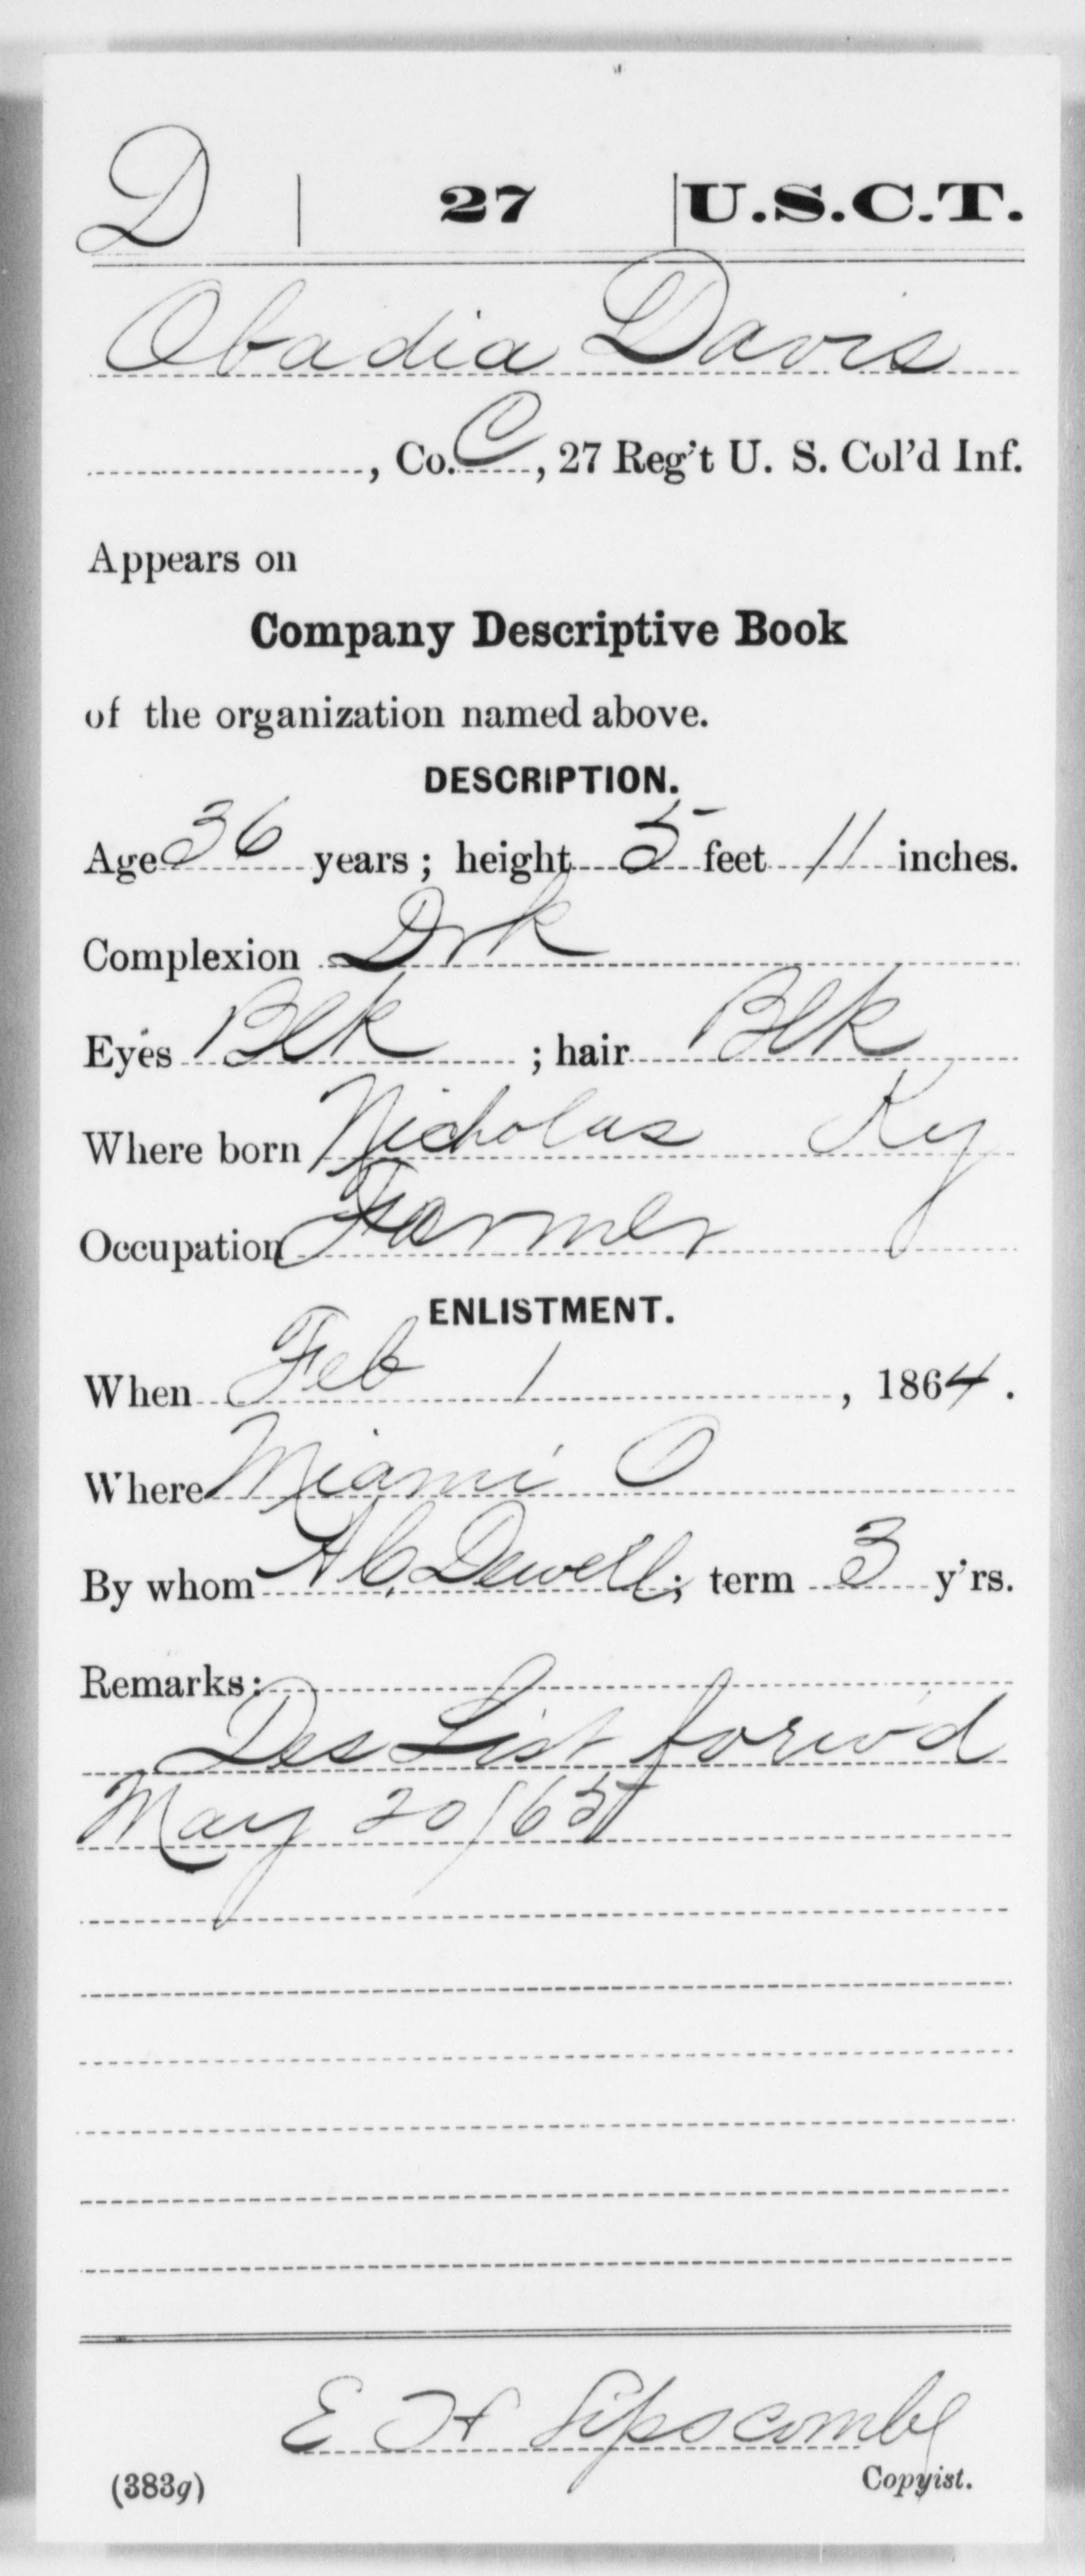 D | 27 | U.S.C.T.
Obadia Davis
, Co. C, 27 Reg't U. S. Col'd Inf.
Appears on
Company Descriptive Book
of the organization named above.
DESCRIPTION.
Age 36 years; height 5 feet 11 inches.
Complexion Drk
Eyes Blk ; hair Blk
Where born Nicholas Ky
Occupation Farmer
ENLISTMENT.
When Feb 1, 1864.
Where Miami O
By whom A C. Dewell; term 3 y'rs.
Remarks:
Des List forw'd
May 20/65
E H Lipscombe
Copyist.
(383g)